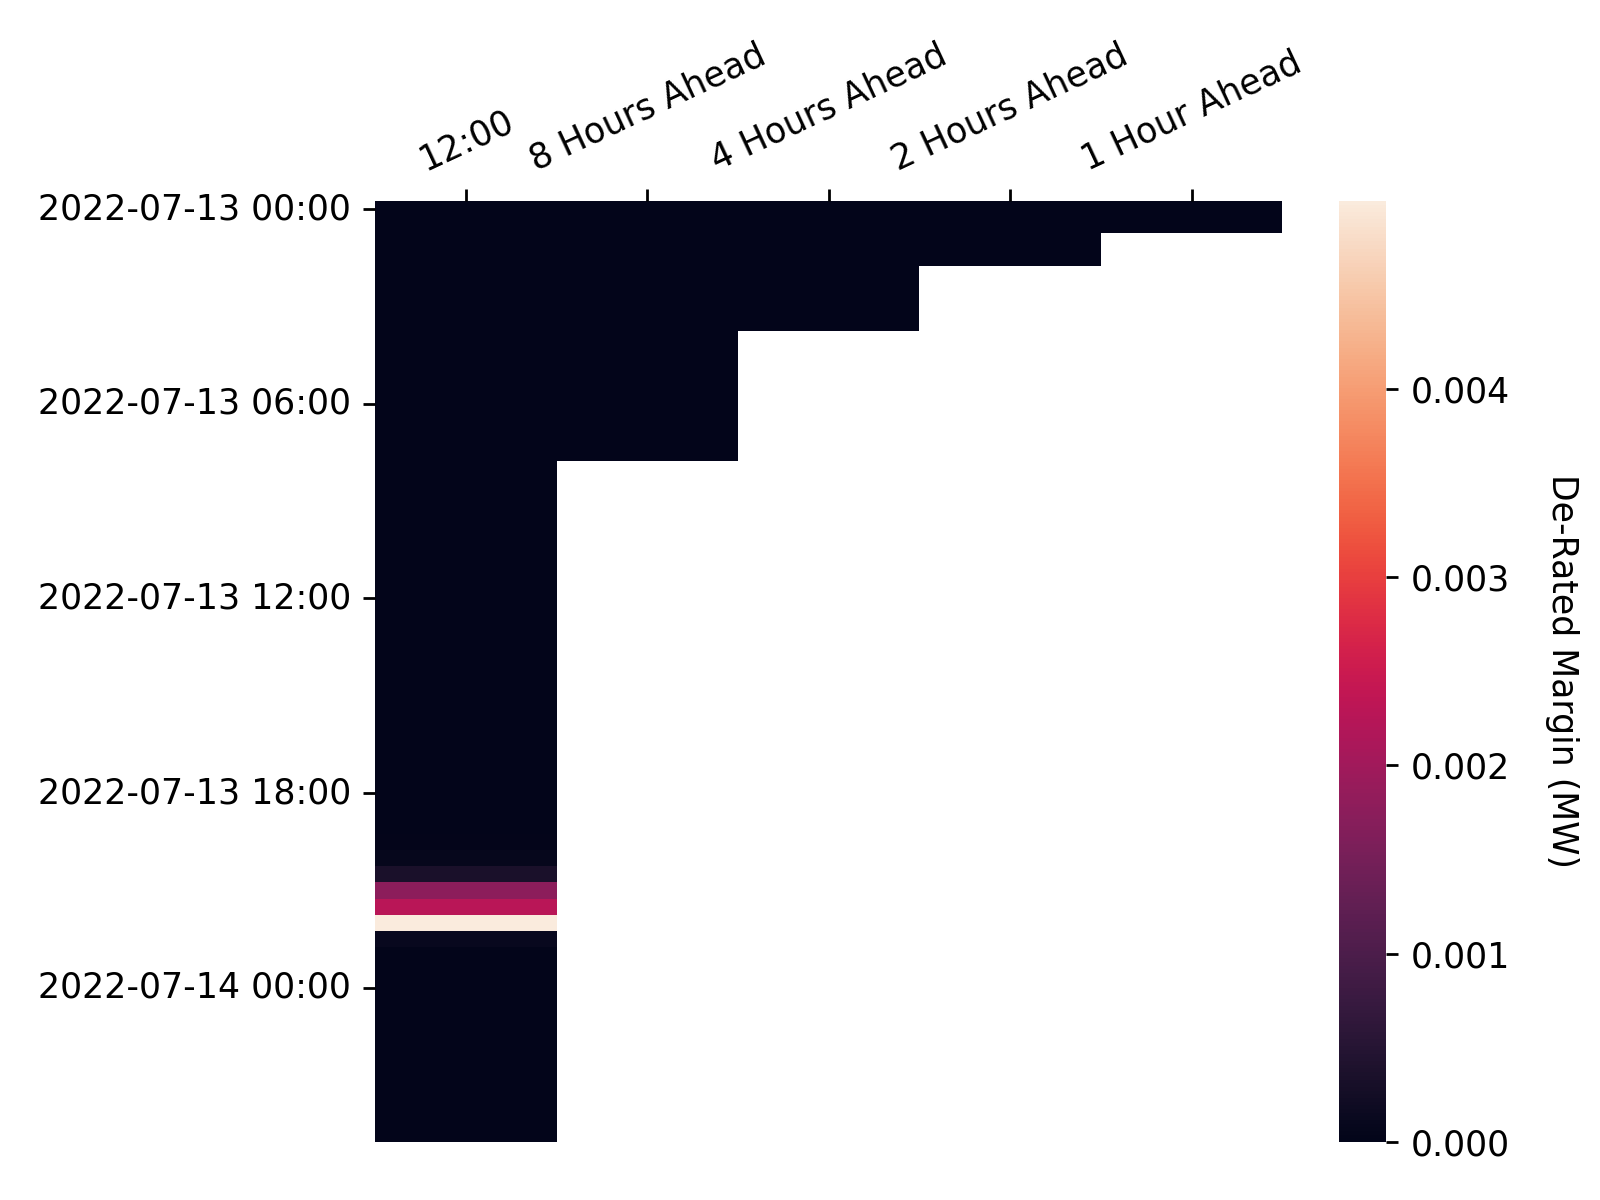 12:00
8 Hours Ahead
4 Hours Ahead
2 Hours Ahead
1 Hour Ahead
2022-07-13 00:00
2022-07-13 06:00
2022-07-13 12:00
2022-07-13 18:00
2022-07-14 00:00
0.004
0.003
0.002
0.001
0.000
De-Rated Margin (MW)